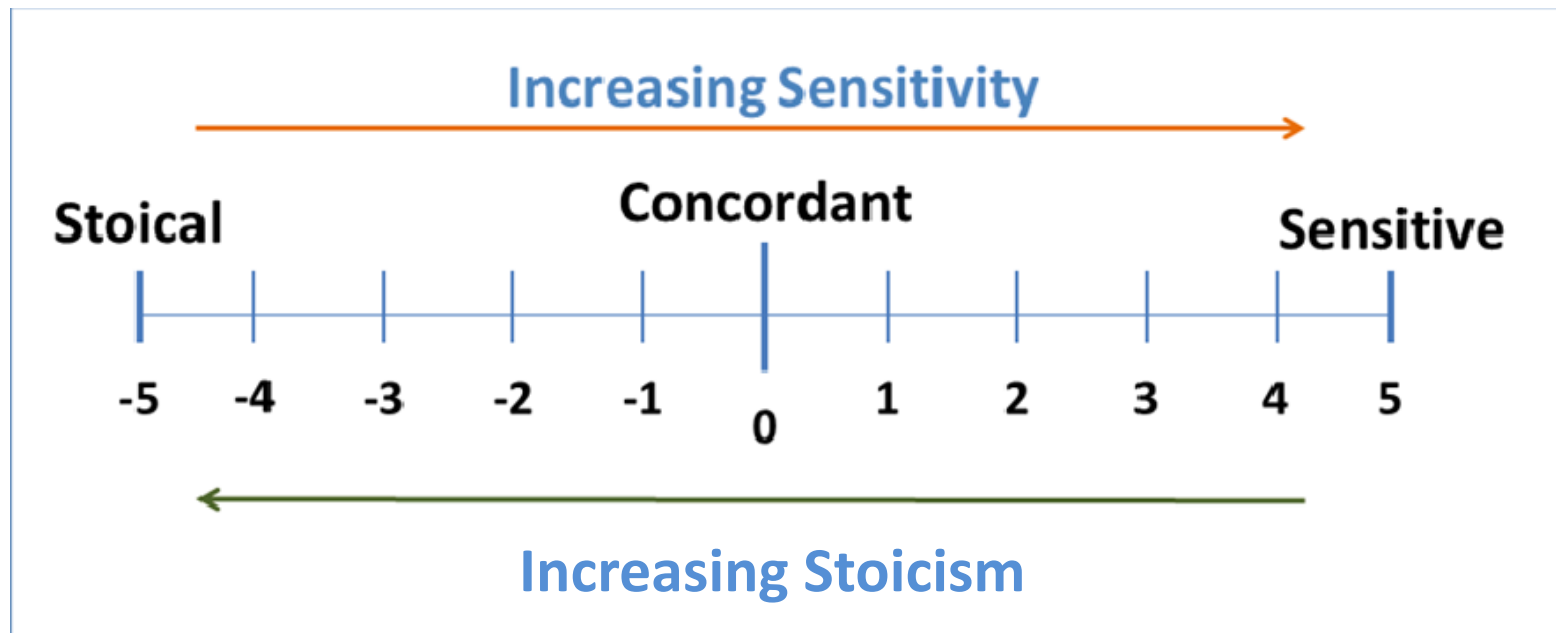 Increasing Sensitivity
Stoical Concordant Sensitive
-5 -4 -3 -2 -1 0 1 2 3 4 5
Increasing Stoicism